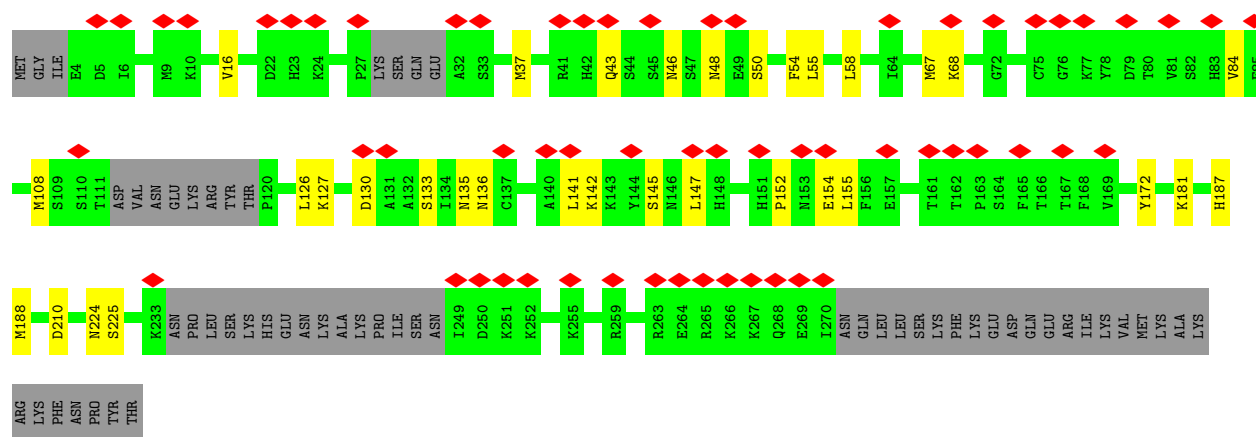 MET GLY ILE E4 D5 I6 M9 K10 V16 D22 H23 K24 P27 LYS SER GLN GLU A32 S33 M37 R41 H42 Q43 S44 S45 N46 S47 N48 E49 S50 F54 L55 L58 I64 M67 K68 G72 C75 G76 K77 Y78 D79 T80 V81 S82 H83 V84
M108 S109 S110 T111 ASP VAL ASN GLU LYS ARG TYR THR P120 L126 K127 D130 A131 A132 S133 I134 N135 N136 C137 A140 L141 K142 K143 Y144 S145 N146 L147 H148 H151 P152 N153 E154 L155 F156 E157 T161 T162 P163 S164 F165 T166 T167 F168 V169 Y172 K181 H187
M188 D210 N224 S225 K233 ASN PRO LEU SER LYS HIS GLU ASN LYS ALA LYS PRO ILE SER ASN I249 D250 K251 K252 K255 R259 R263 E264 R265 K266 K267 Q268 E269 I270 ASN GLN LEU LEU SER LYS PHE LYS GLU ASP GLN GLU ARG ILE LYS VAL MET LYS ALA LYS
ARG LYS PHE ASN PRO TYR THR